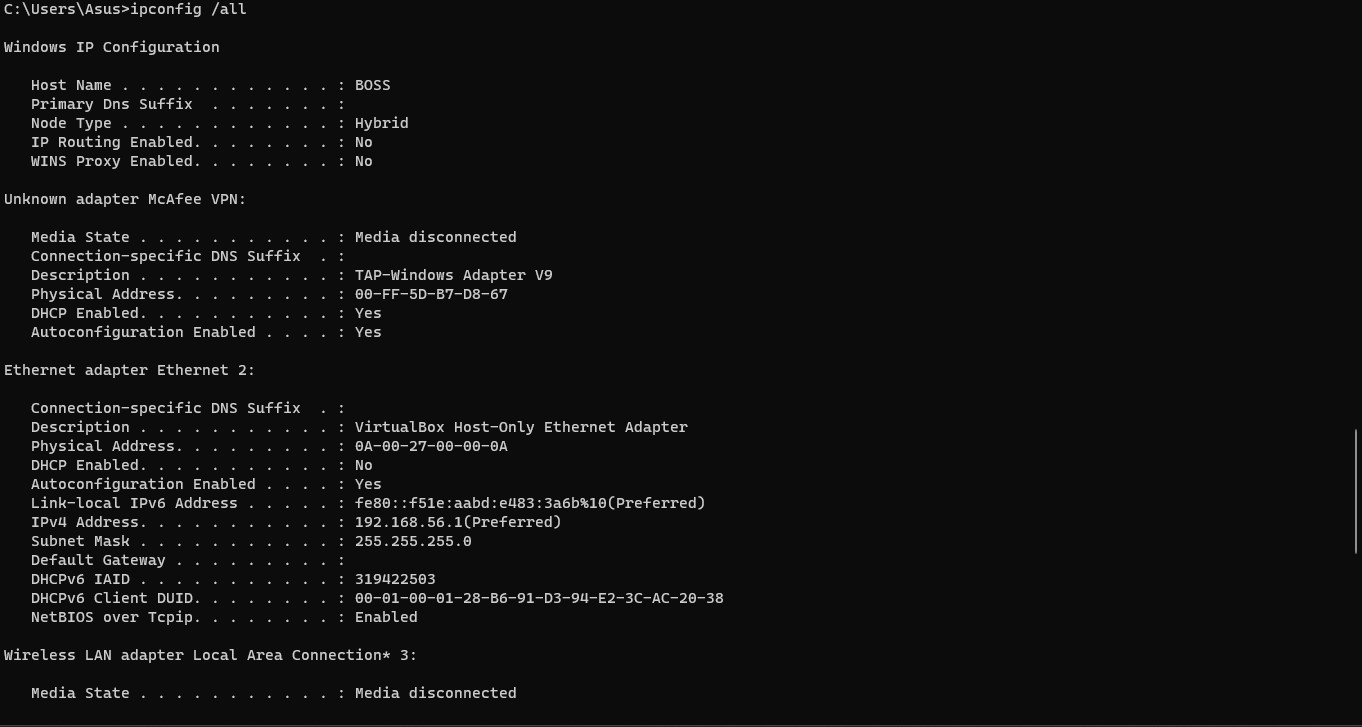 C:\Users\Asus>ipconfig /all
Windows IP Configuration
Host Name . . . . . . . . . . . . : BOSS
Primary Dns Suffix  . . . . . . . :
Node Type . . . . . . . . . . . . : Hybrid
IP Routing Enabled. . . . . . . . : No
WINS Proxy Enabled. . . . . . . . : No
Unknown adapter McAfee VPN:
Media State . . . . . . . . . . . : Media disconnected
Connection-specific DNS Suffix  . :
Description . . . . . . . . . . . : TAP-Windows Adapter V9
Physical Address. . . . . . . . . : 00-FF-5D-B7-D8-67
DHCP Enabled. . . . . . . . . . . : Yes
Autoconfiguration Enabled . . . . : Yes
Ethernet adapter Ethernet 2:
Connection-specific DNS Suffix  . :
Description . . . . . . . . . . . : VirtualBox Host-Only Ethernet Adapter
Physical Address. . . . . . . . . : 0A-00-27-00-00-0A
DHCP Enabled. . . . . . . . . . . : No
Autoconfiguration Enabled . . . . : Yes
Link-local IPv6 Address . . . . . : fe80::f51e:aabd:e483:3a6b%10(Preferred)
IPv4 Address. . . . . . . . . . . : 192.168.56.1(Preferred)
Subnet Mask . . . . . . . . . . . : 255.255.255.0
Default Gateway . . . . . . . . . :
DHCPv6 IAID . . . . . . . . . . . : 319422503
DHCPv6 Client DUID. . . . . . . . : 00-01-00-01-28-B6-91-D3-94-E2-3C-AC-20-38
NetBIOS over Tcpip. . . . . . . . : Enabled
Wireless LAN adapter Local Area Connection* 3:
Media State . . . . . . . . . . . : Media disconnected